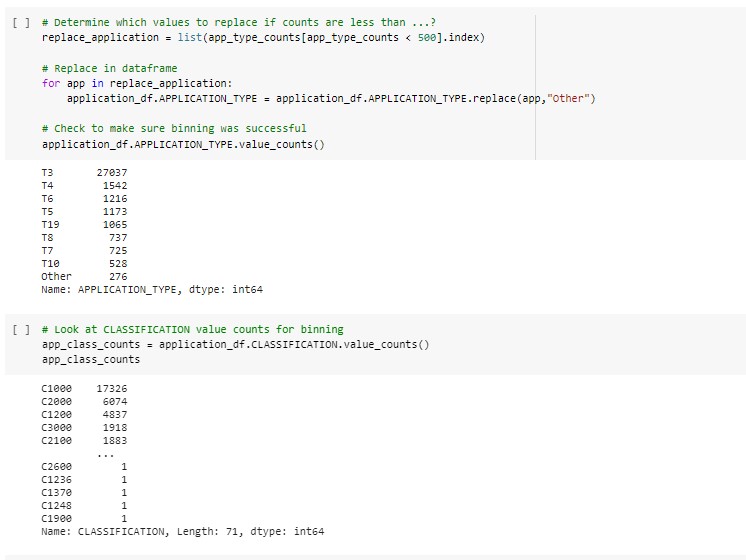 [ ] # Determine which values to replace if counts are less than ...?
replace_application = list(app_type_counts[app_type_counts < 500].index)
# Replace in dataframe
for app in replace_application:
application_df.APPLICATION_TYPE = application_df.APPLICATION_TYPE.replace(app,"Other")
# Check to make sure binning was successful
application_df.APPLICATION_TYPE.value_counts()
T3 27037
T4 1542
T6 1216
T5 1173
T19 1065
T8 737
T7 725
T10 528
Other 276
Name: APPLICATION_TYPE, dtype: int64
[ ] # Look at CLASSIFICATION value counts for binning
app_class_counts = application_df.CLASSIFICATION.value_counts()
app_class_counts
C1000 17326
C2000 6074
C1200 4837
C3000 1918
C2100 1883
...
C2600 1
C1236 1
C1370 1
C1248 1
C1900 1
Name: CLASSIFICATION, Length: 71, dtype: int64